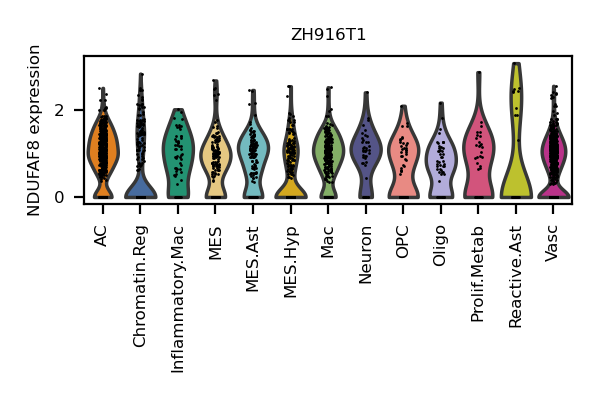 ZH916T1
NDUFAF8 expression
2
0
AC
Chromatin.Reg
Inflammatory.Mac
MES
MES.Ast
MES.Hyp
Mac
Neuron
OPC
Oligo
Prolif.Metab
Reactive.Ast
Vasc